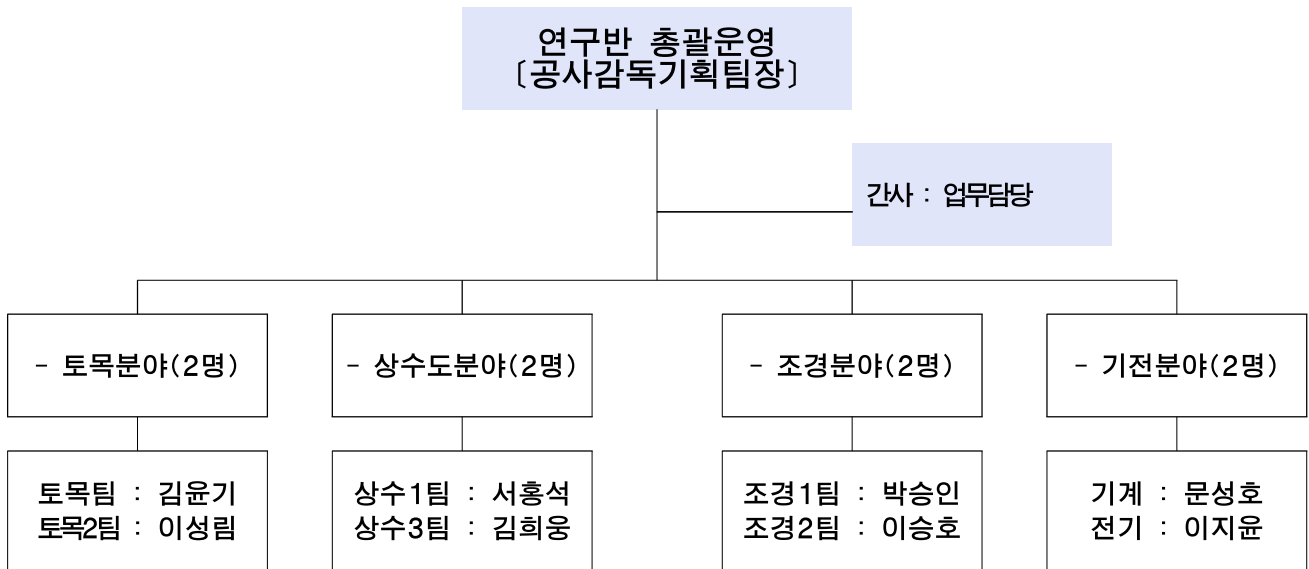 연구반 총괄운영
〔공사감독기획팀장〕
간사 : 업무담당
- 토목분야(2명)
- 상수도분야(2명)
- 조경분야(2명)
- 기전분야(2명)
토목팀 : 김윤기
토목2팀 : 이성림
상수1팀 : 서홍석
상수3팀 : 김희웅
조경1팀 : 박승인
조경2팀 : 이승호
기계 : 문성호
전기 : 이지윤